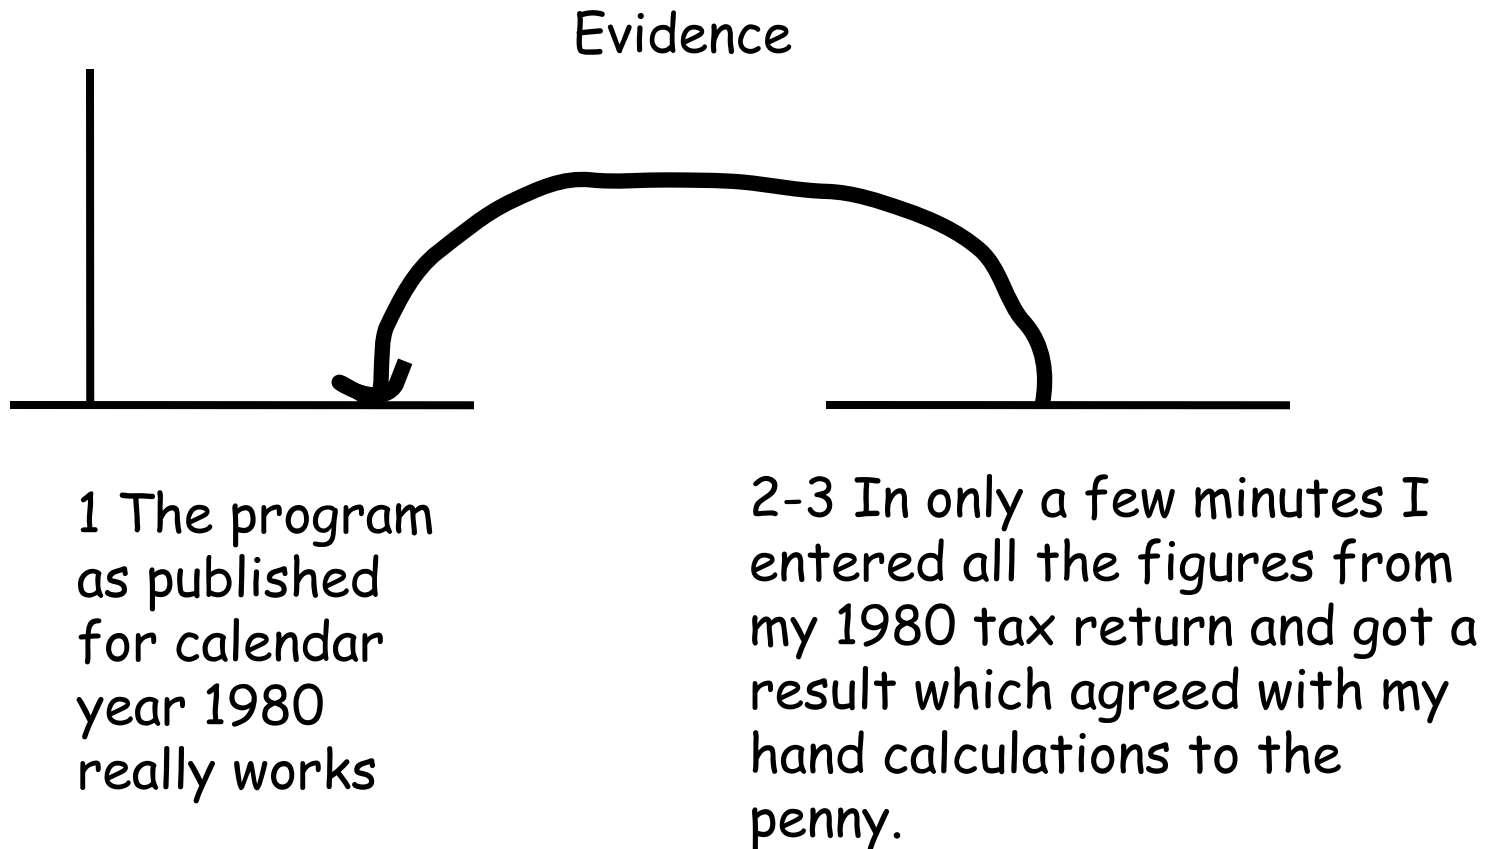 Evidence
1 The program
as published
for calendar
year 1980
really works
2-3 In only a few minutes I
entered all the figures from
my 1980 tax return and got a
result which agreed with my
hand calculations to the
penny.